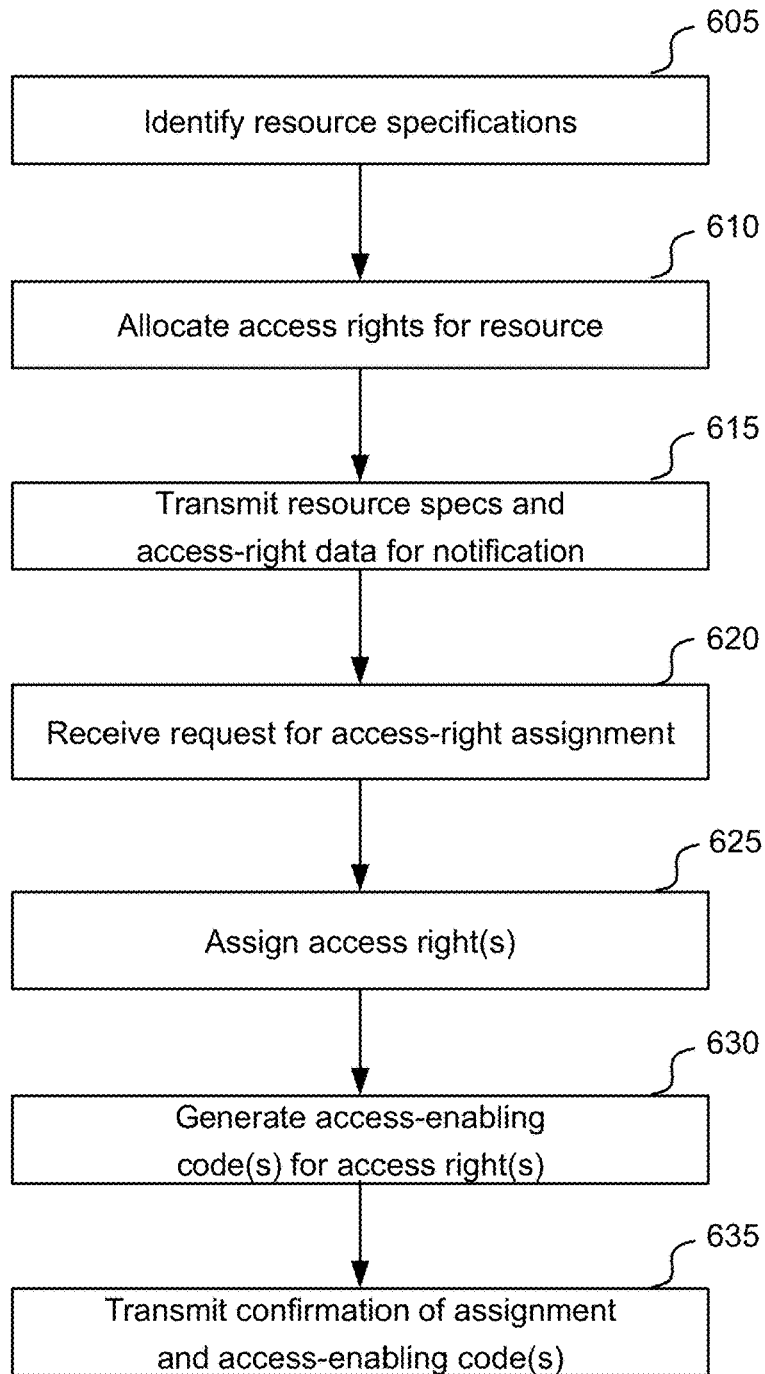 605
Identify resource specifications
610
Allocate access rights for resource
615
Transmit resource specs and
access-right data for notification
620
Receive request for access-right assignment
625
Assign access right(s)
630
Generate access-enabling
code(s) for access right(s)
635
Transmit confirmation of assignment
and access-enabling code(s)